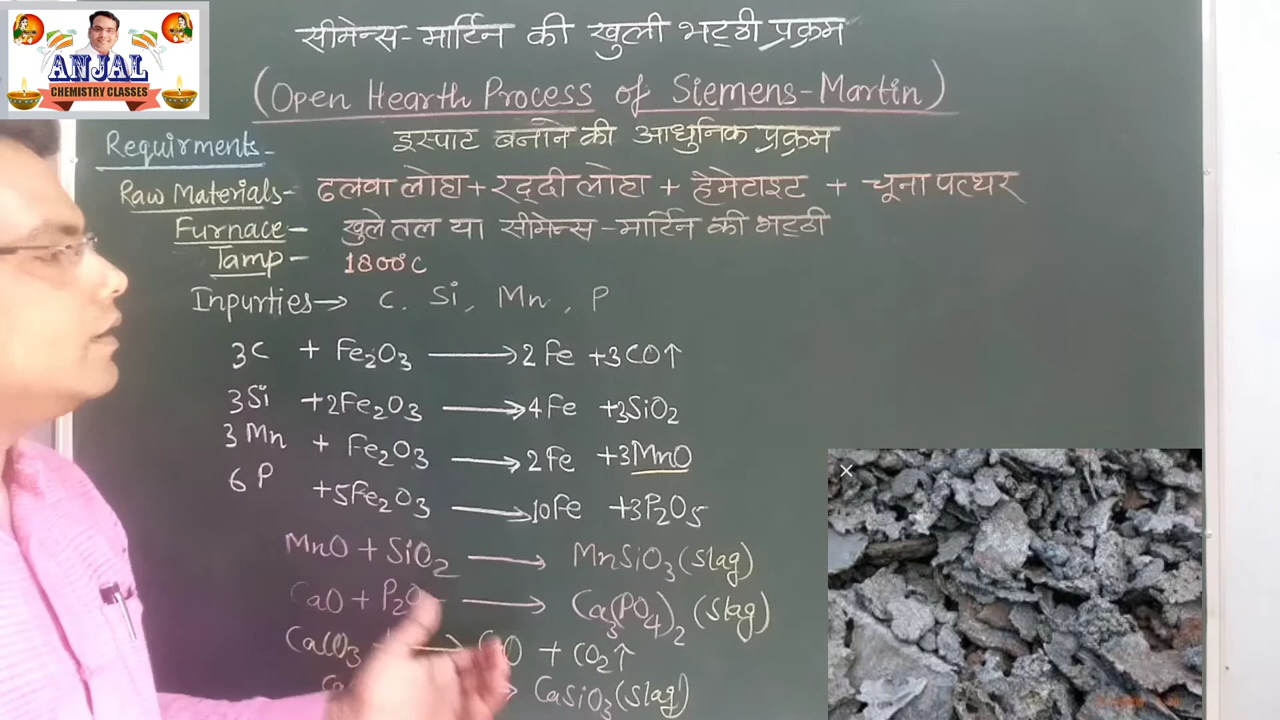 ANJAL
CHEMISTRY CLASSES
सीमेन्स-मार्टिन की खुली भट्ठी प्रक्रम
(Open Hearth Process of Siemens-Martin)
इस्पात बनाने की आधुनिक प्रक्रम
Requirments-
Raw Materials- ढलवा लोहा + रद्दी लोहा + हेमेटाइट + चूना पत्थर
Furnace- खुले तल या सीमेन्स-मार्टिन की भट्ठी
Tamp- 1800°C
Inpurties→ C. Si, Mn, P
3C + Fe₂O₃ → 2Fe + 3CO↑
3Si + 2Fe₂O₃ → 4Fe + 3SiO₂
3Mn + Fe₂O₃ → 2Fe + 3MnO
6P + 5Fe₂O₃ → 10Fe + 3P₂O₅
MnO + SiO₂ → MnSiO₃ (slag)
CaO + → Ca₃(PO₄)₂ (slag)
CaCO₃ → + CO₂↑
CaSiO₃ (slag)